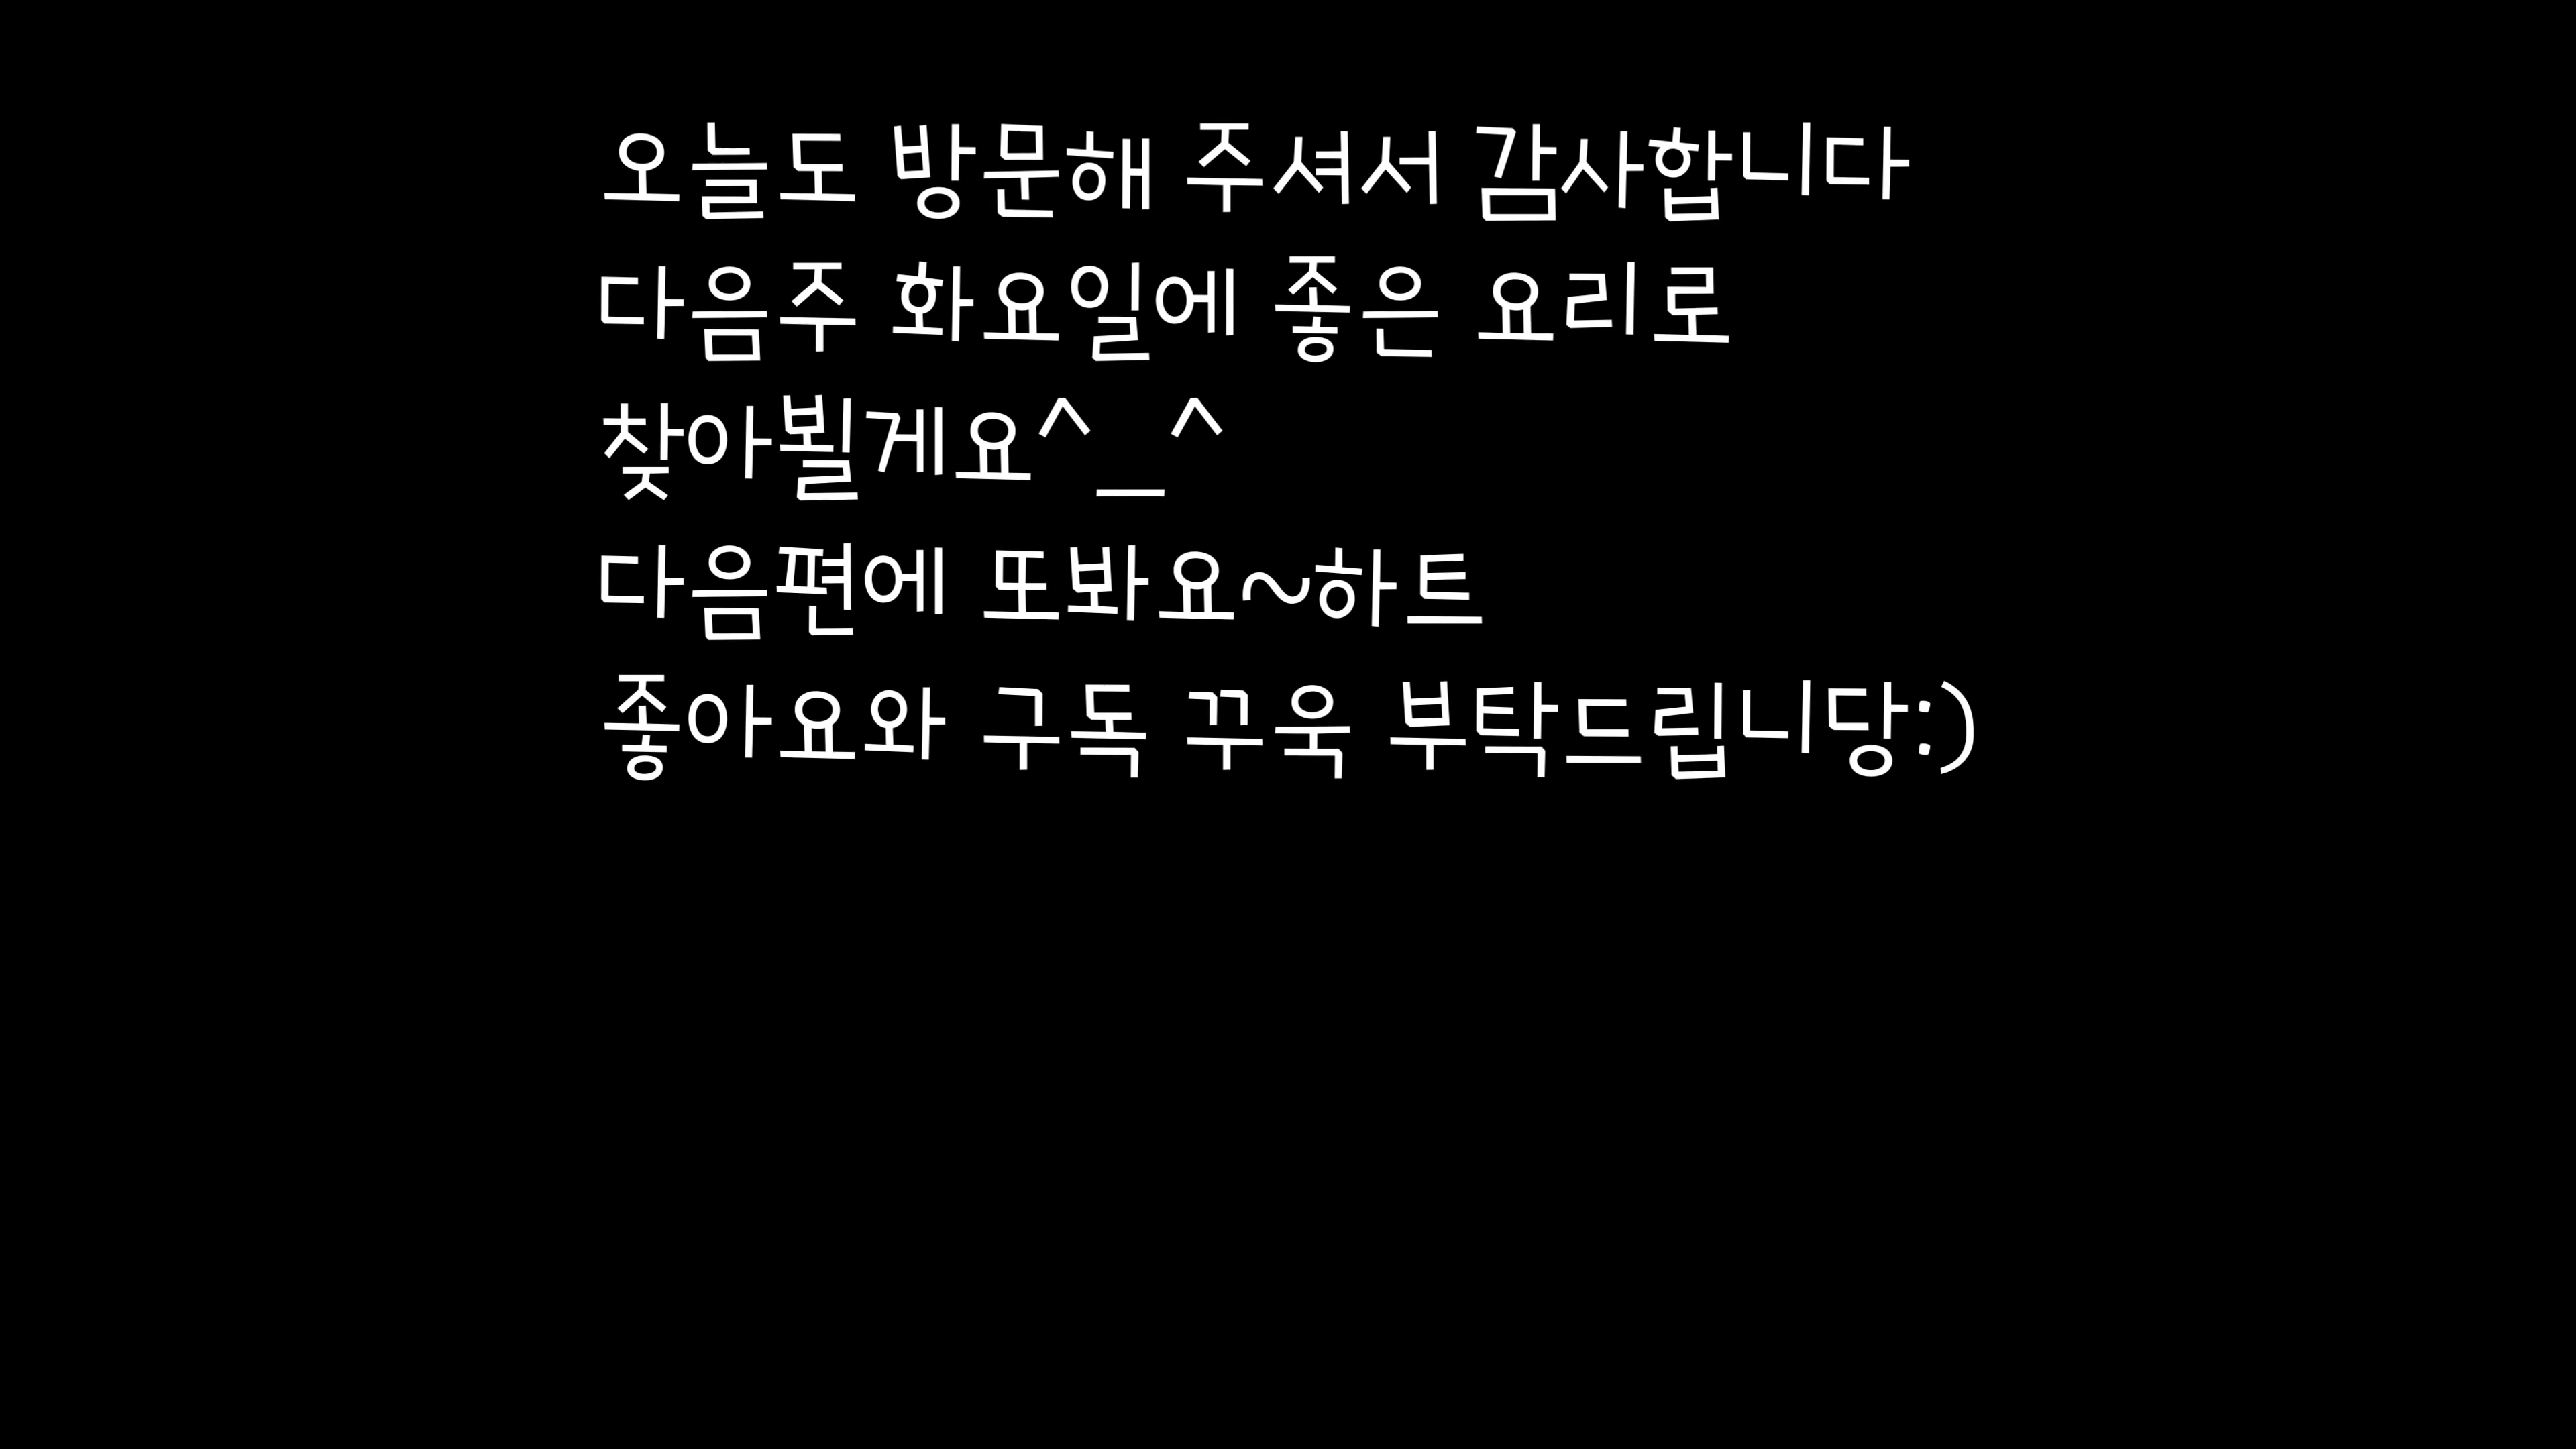 오늘도 방문해 주셔서 감사합니다
다음주 화요일에 좋은 요리로
찾아뵐게요^_^
다음편에 또봐요~하트
좋아요와 구독 꾸욱 부탁드립니당:)